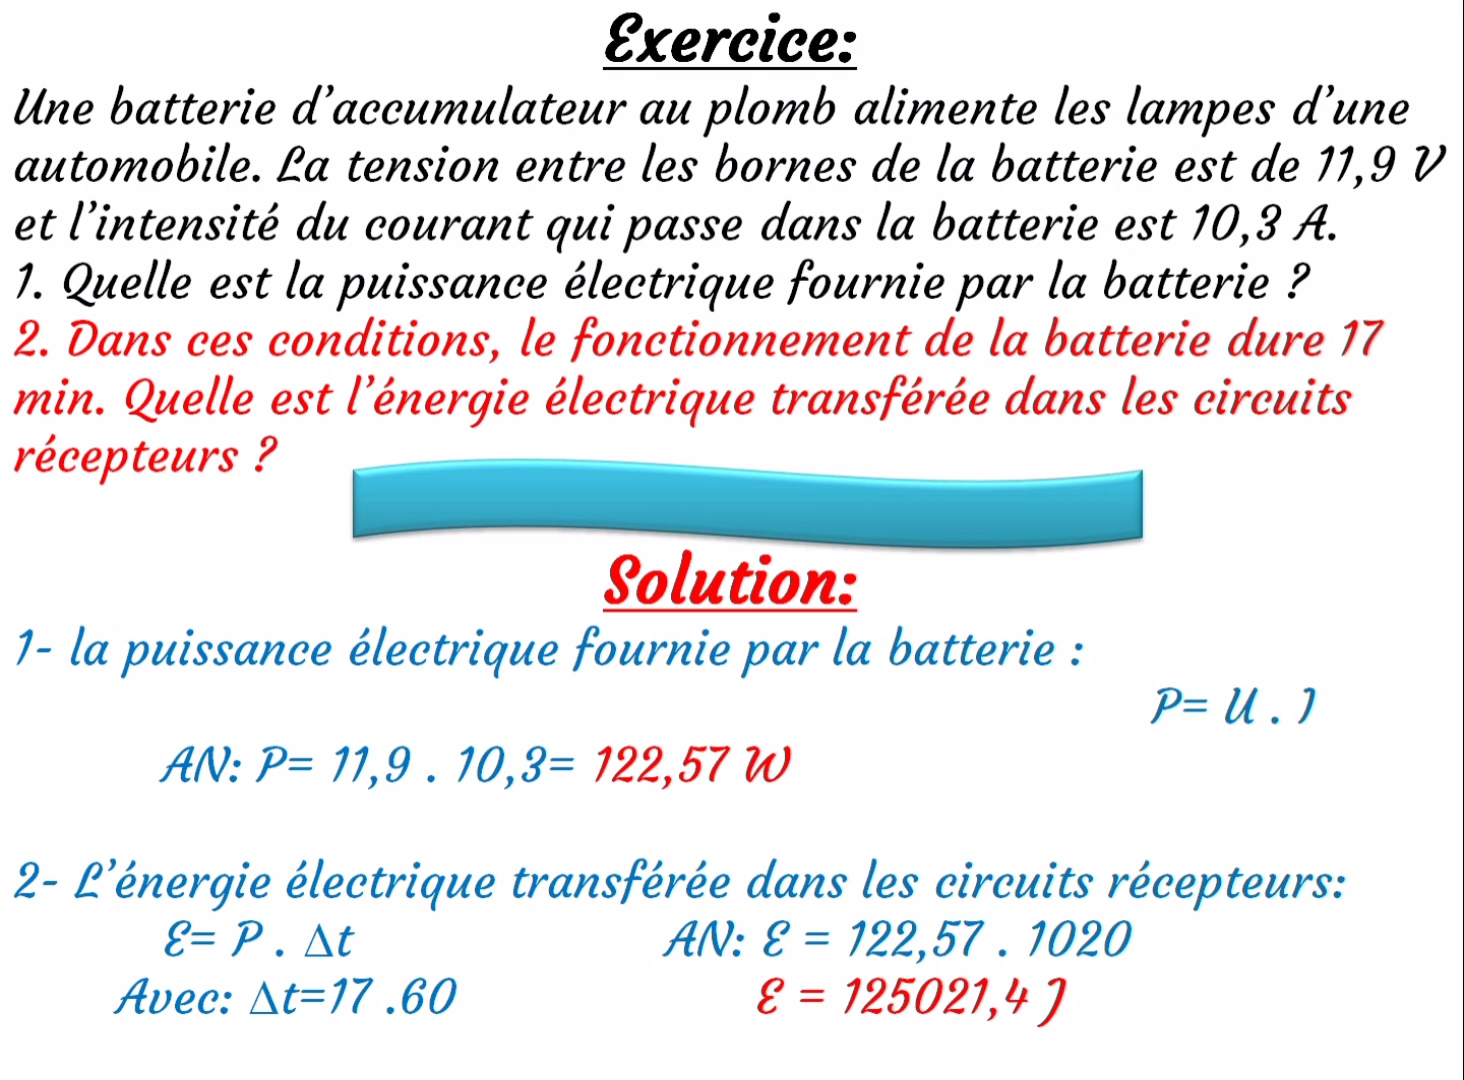 Exercice:
Une batterie d’accumulateur au plomb alimente les lampes d’une
automobile. La tension entre les bornes de la batterie est de 11,9 V
et l’intensité du courant qui passe dans la batterie est 10,3 A.
1. Quelle est la puissance électrique fournie par la batterie ?
2. Dans ces conditions, le fonctionnement de la batterie dure 17
min. Quelle est l’énergie électrique transférée dans les circuits
récepteurs ?
Solution:
1- la puissance électrique fournie par la batterie :
P= U . I
AN: P= 11,9 . 10,3= 122,57 W
2- L’énergie électrique transférée dans les circuits récepteurs:
E= P . Δt AN: E = 122,57 . 1020
Avec: Δt=17 .60 E = 125021,4 J